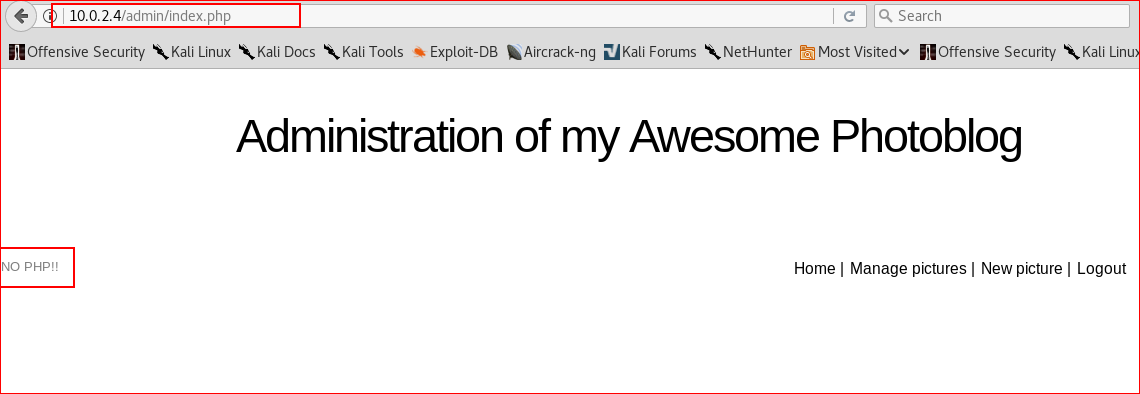 10.0.2.4/admin/index.php Search
Offensive Security Kali Linux Kali Docs Kali Tools Exploit-DB Aircrack-ng Kali Forums NetHunter Most Visited Offensive Security Kali Linux
Administration of my Awesome Photoblog
NO PHP!! Home | Manage pictures | New picture | Logout